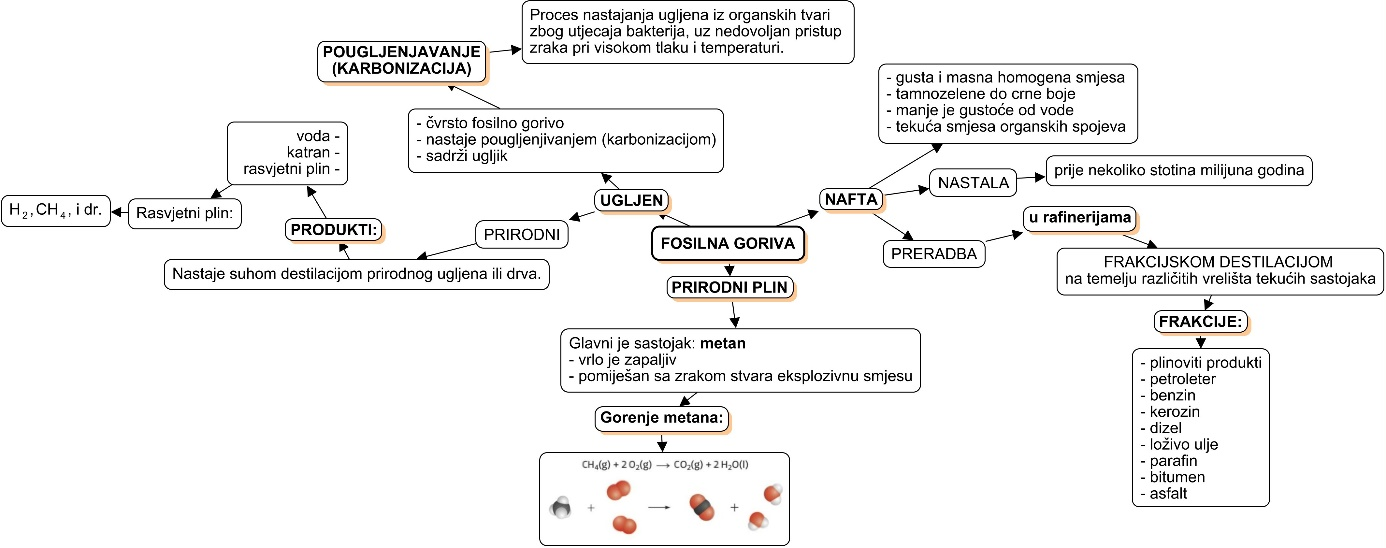 Proces nastajanja ugljena iz organskih tvari
zbog utjecaja bakterija, uz nedovoljan pristup
zraka pri visokom tlaku i temperaturi.
POUGLJENJAVANJE
(KARBONIZACIJA)
- čvrsto fosilno gorivo
- nastaje pougljenjivanjem (karbonizacijom)
- sadrži ugljik
voda -
katran -
rasvjetni plin -
H₂, CH₄, i dr.
Rasvjetni plin:
PRODUKTI:
PRIRODNI
UGLJEN
Nastaje suhom destilacijom prirodnog ugljena ili drva.
FOSILNA GORIVA
PRIRODNI PLIN
Glavni je sastojak: metan
- vrlo je zapaljiv
- pomiješan sa zrakom stvara eksplozivnu smjesu
Gorenje metana:
CH₄(g) + 2 O₂(g) → CO₂(g) + 2 H₂O(l)
+ → +
- gusta i masna homogena smjesa
- tamnozelene do crne boje
- manje je gustoće od vode
- tekuća smjesa organskih spojeva
NAFTA
NASTALA
prije nekoliko stotina milijuna godina
PRERADBA
u rafinerijama
FRAKCIJSKOM DESTILACIJOM
na temelju različitih vrelišta tekućih sastojaka
FRAKCIJE:
- plinoviti produkti
- petroleter
- benzin
- kerozin
- dizel
- loživo ulje
- parafin
- bitumen
- asfalt